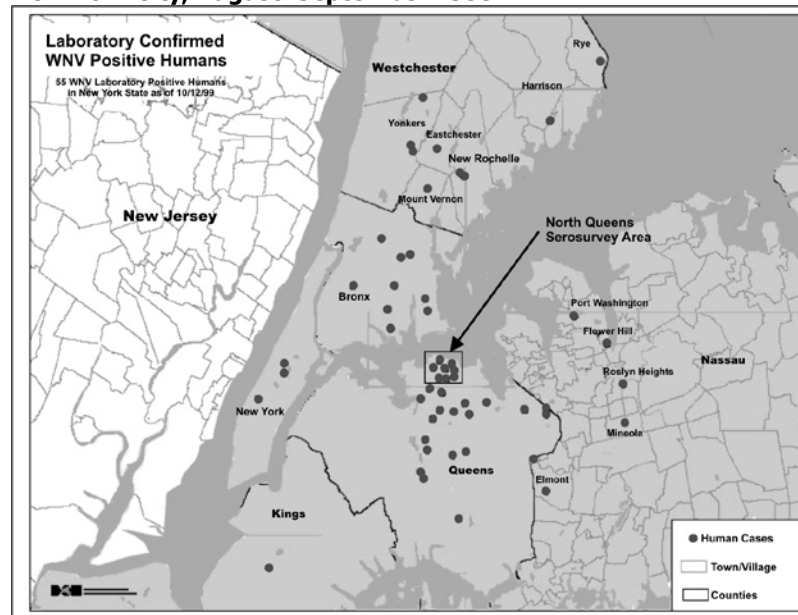 Laboratory Confirmed
WNV Positive Humans
55 WNV Laboratory Positive Humans
in New York State as of 10/12/99
Rye
Westchester
Harrison
Yonkers
Eastchester
New Rochelle
Mount Vernon
New Jersey
North Queens
Serosurvey Area
Bronx
Port Washington
Flower Hill
Nassau
Roslyn Heights
New York
Mineola
Queens
Elmont
Kings
Human Cases
Town/Village
Counties